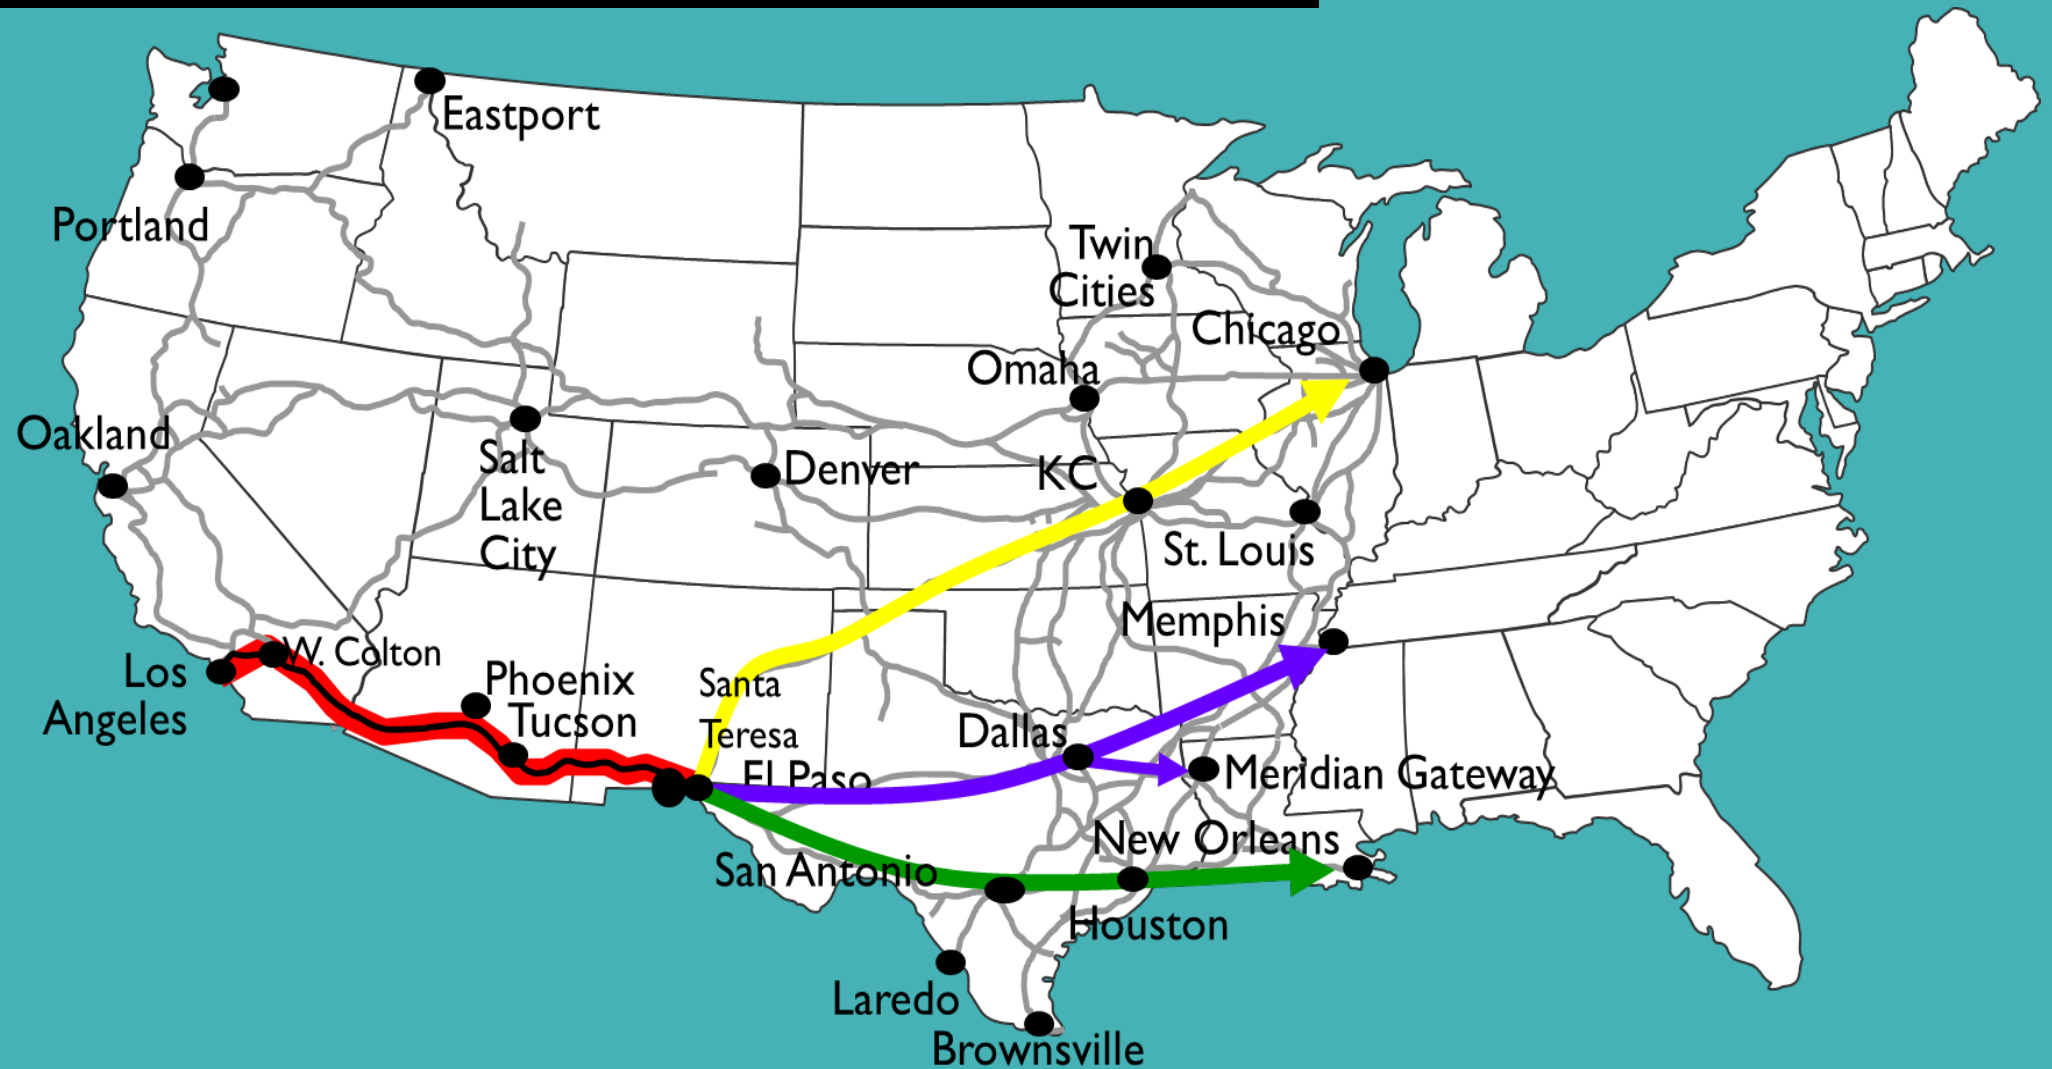 Eastport
Portland
Twin
Cities
Chicago
Omaha
Oakland
Salt
Lake
City
Denver
KC
St. Louis
Memphis
W. Colton
Los
Angeles
Phoenix
Tucson
Santa
Teresa
El Paso
Dallas
Meridian Gateway
New Orleans
San Antonio
Houston
Laredo
Brownsville